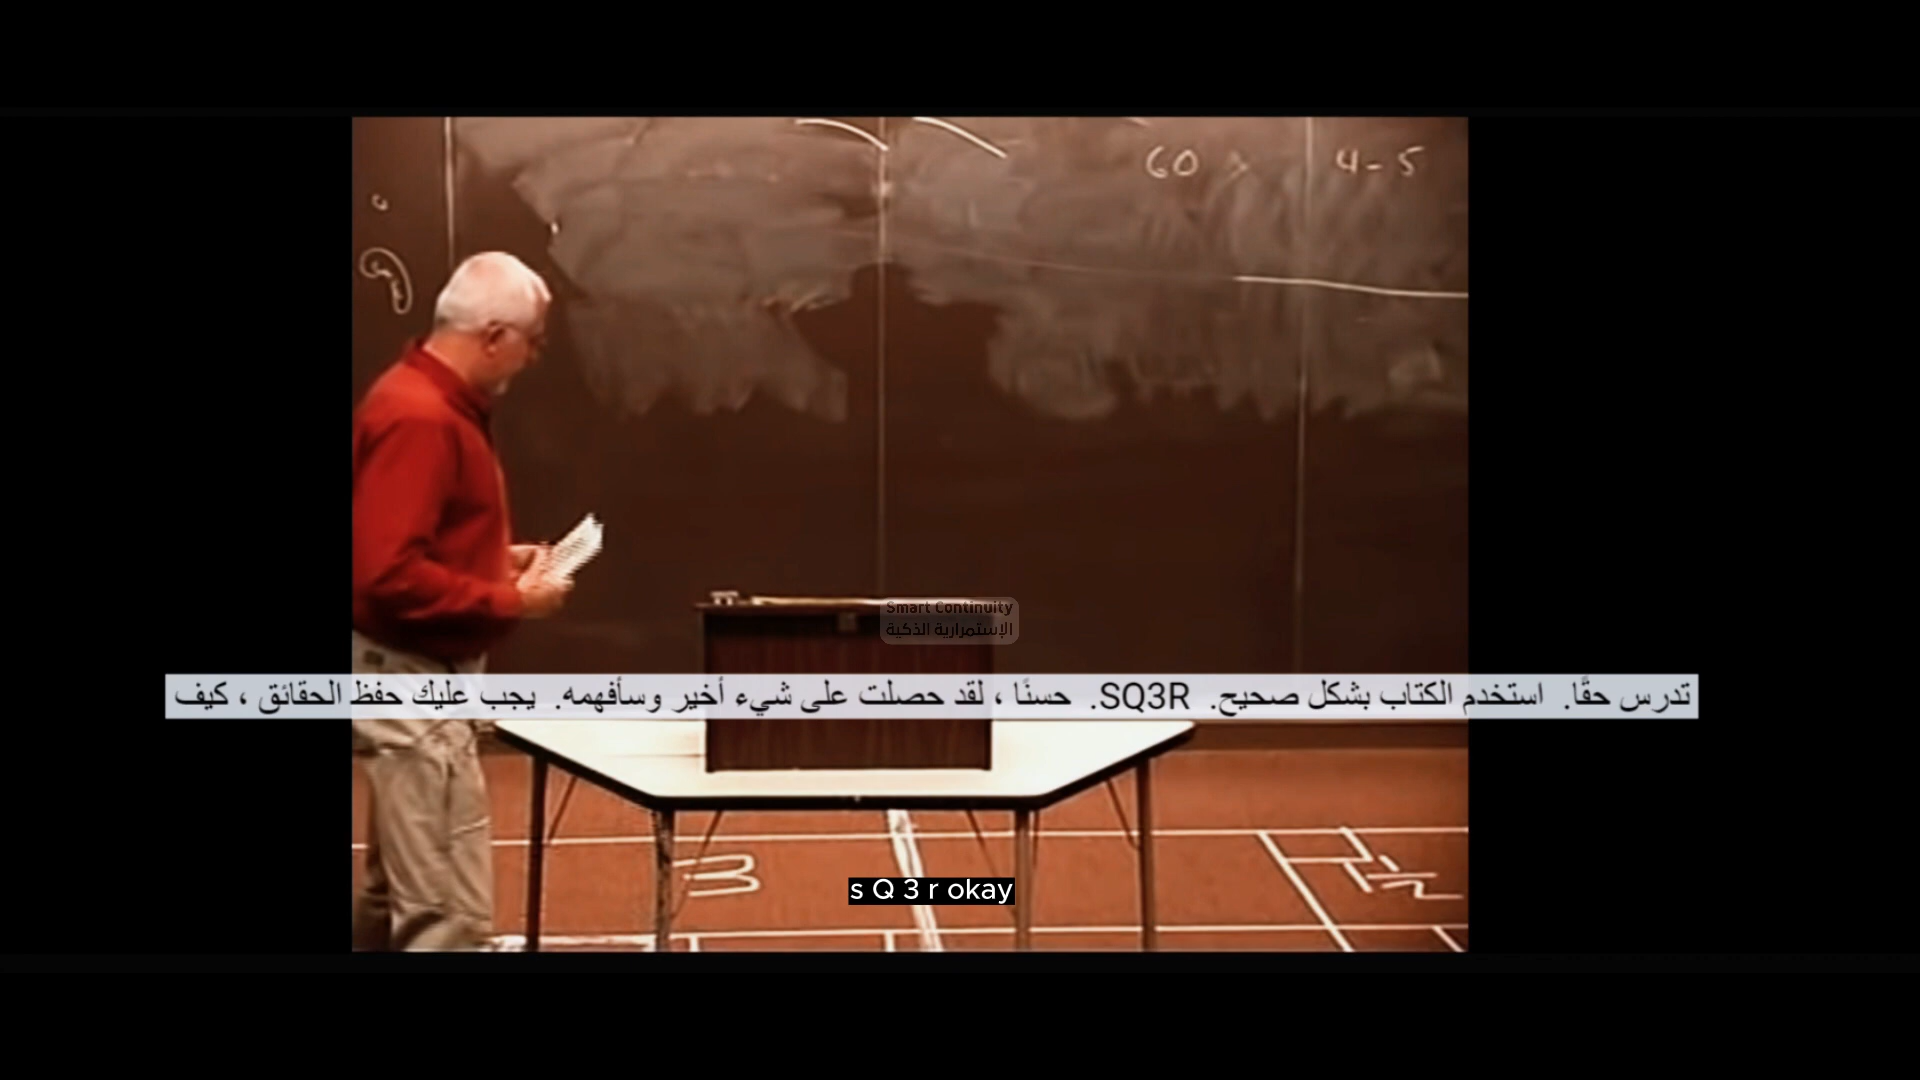 60 x 4-5
Smart Continuity
الإستمرارية الذكية
تدرس حقًا. استخدم الكتاب بشكل صحيح. SQ3R. حسنًا ، لقد حصلت على شيء أخير وسأفهمه. يجب عليك حفظ الحقائق ، كيف
3
s Q 3 r okay